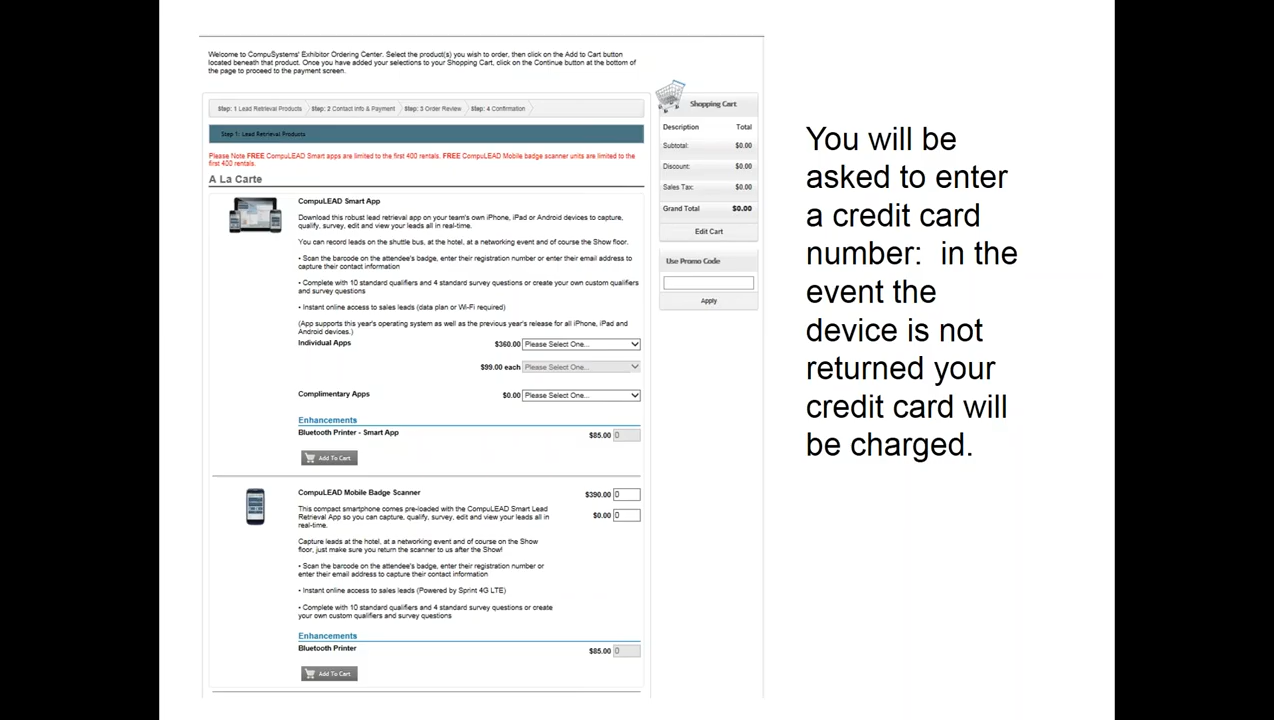 Welcome to CompuSystems' Exhibitor Ordering Center. Select the product(s) you wish to order, then click on the Add to Cart button
located beneath that product. Once you have added your selections to your Shopping Cart, click on the Continue button at the bottom of
the page to proceed to the payment screen.
Step: 1 Lead Retrieval Products
Step: 2 Contact Info & Payment
Step: 3 Order Review
Step: 4 Confirmation
Step 1: Lead Retrieval Products
Please Note FREE CompuLEAD Smart apps are limited to the first 400 rentals. FREE CompuLEAD Mobile badge scanner units are limited to the
first 400 rentals.
A La Carte
CompuLEAD Smart App
Download this robust lead retrieval app on your team's own iPhone, iPad or Android devices to capture,
qualify, survey, edit and view your leads all in real-time.
You can record leads on the shuttle bus, at the hotel, at a networking event and of course the Show floor.
• Scan the barcode on the attendee's badge, enter their registration number or enter their email address to
capture their contact information
• Complete with 10 standard qualifiers and 4 standard survey questions or create your own custom qualifiers
and survey questions
• Instant online access to sales leads (data plan or Wi-Fi required)
(App supports this year's operating system as well as the previous year's release for all iPhone, iPad and
Android devices.)
Individual Apps $360.00 Please Select One...
$99.00 each Please Select One...
Complimentary Apps $0.00 Please Select One...
Enhancements
Bluetooth Printer - Smart App $85.00 0
Add To Cart
CompuLEAD Mobile Badge Scanner $390.00 0
This compact smartphone comes pre-loaded with the CompuLEAD Smart Lead
Retrieval App so you can capture, qualify, survey, edit and view your leads all in
real-time.
$0.00 0
Capture leads at the hotel, at a networking event and of course on the Show
floor, just make sure you return the scanner to us after the Show!
• Scan the barcode on the attendee's badge, enter their registration number or
enter their email address to capture their contact information
• Instant online access to sales leads (Powered by Sprint 4G LTE)
• Complete with 10 standard qualifiers and 4 standard survey questions or create
your own custom qualifiers and survey questions
Enhancements
Bluetooth Printer $85.00 0
Add To Cart
Shopping Cart
Description Total
Subtotal: $0.00
Discount: $0.00
Sales Tax: $0.00
Grand Total $0.00
Edit Cart
Use Promo Code
Apply
You will be
asked to enter
a credit card
number: in the
event the
device is not
returned your
credit card will
be charged.